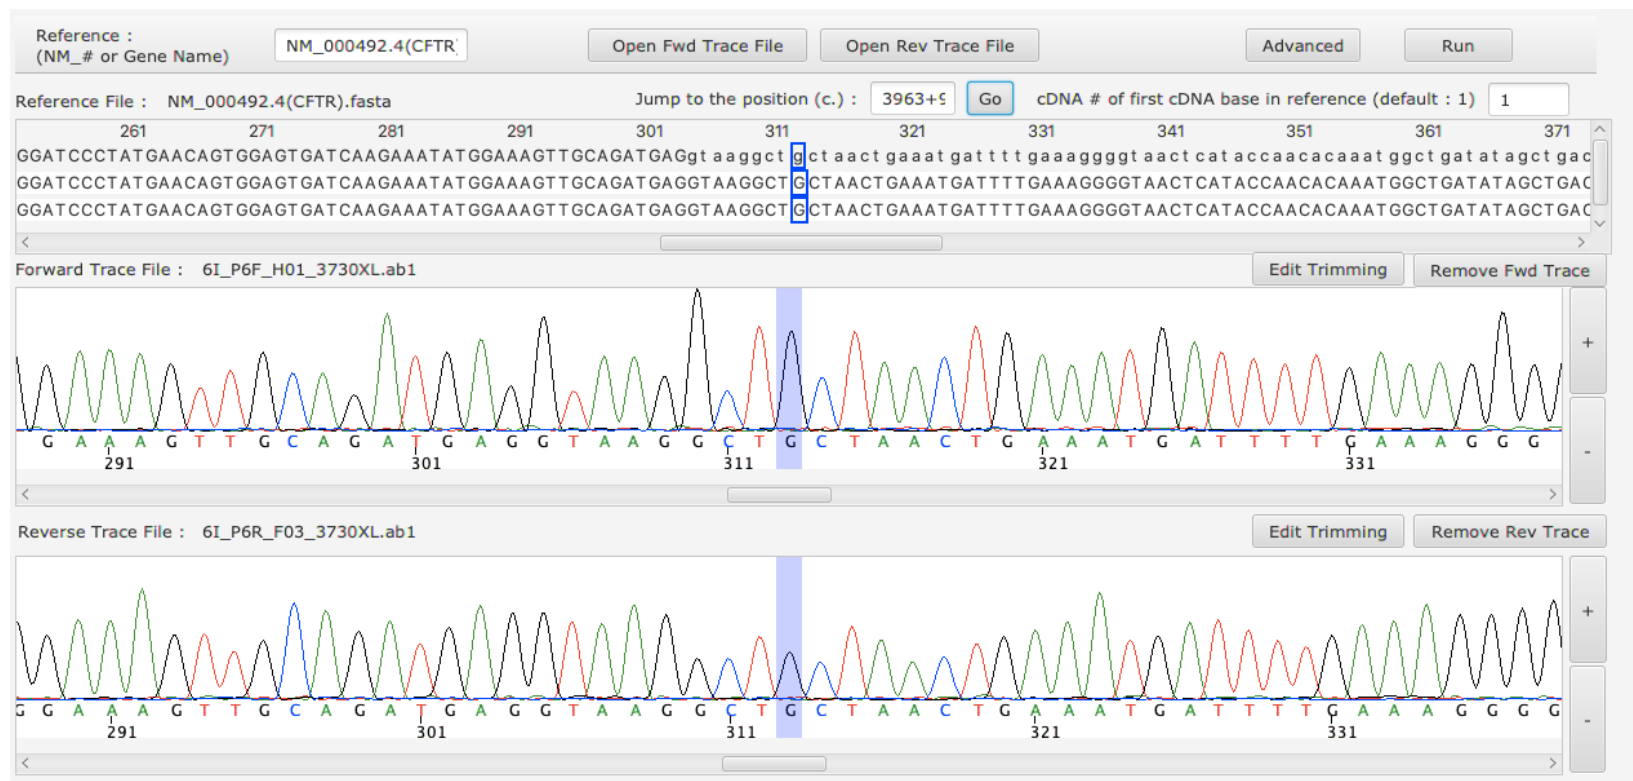 Reference :
(NM_# or Gene Name)
NM_000492.4(CFTR
Open Fwd Trace File
Open Rev Trace File
Advanced
Run
Reference File : NM_000492.4(CFTR).fasta
Jump to the position (c.) : 3963+9
Go
cDNA # of first cDNA base in reference (default : 1) 1
261 271 281 291 301 311 321 331 341 351 361 371
GGATCCCTATGAACAGTGGAGTGATCAAGAAATATGGAAAGTTGCAGATGAGgtaaggctgctaactgaaatgattttgaaaggggtaactcataccaacacaaatggctgatatagctgac
GGATCCCTATGAACAGTGGAGTGATCAAGAAATATGGAAAGTTGCAGATGAGGTAAGGCTGCTAACTGAAATGATTTTGAAAGGGGTAACTCATACCAACACAAATGGCTGATATAGCTGAC
GGATCCCTATGAACAGTGGAGTGATCAAGAAATATGGAAAGTTGCAGATGAGGTAAGGCTGCTAACTGAAATGATTTTGAAAGGGGTAACTCATACCAACACAAATGGCTGATATAGCTGAC
Forward Trace File : 6I_P6F_H01_3730XL.ab1
Edit Trimming
Remove Fwd Trace
+
G A A A G T T G C A G A T G A G G T A A G G C T G C T A A C T G A A A T G A T T T T G A A A G G G
291 301 311 321 331
-
Reverse Trace File : 6I_P6R_F03_3730XL.ab1
Edit Trimming
Remove Rev Trace
+
G G A A A G T T G C A G A T G A G G T A A G G C T G C T A A C T G A A A T G A T T T T G A A A G G G G
291 301 311 321 331
-